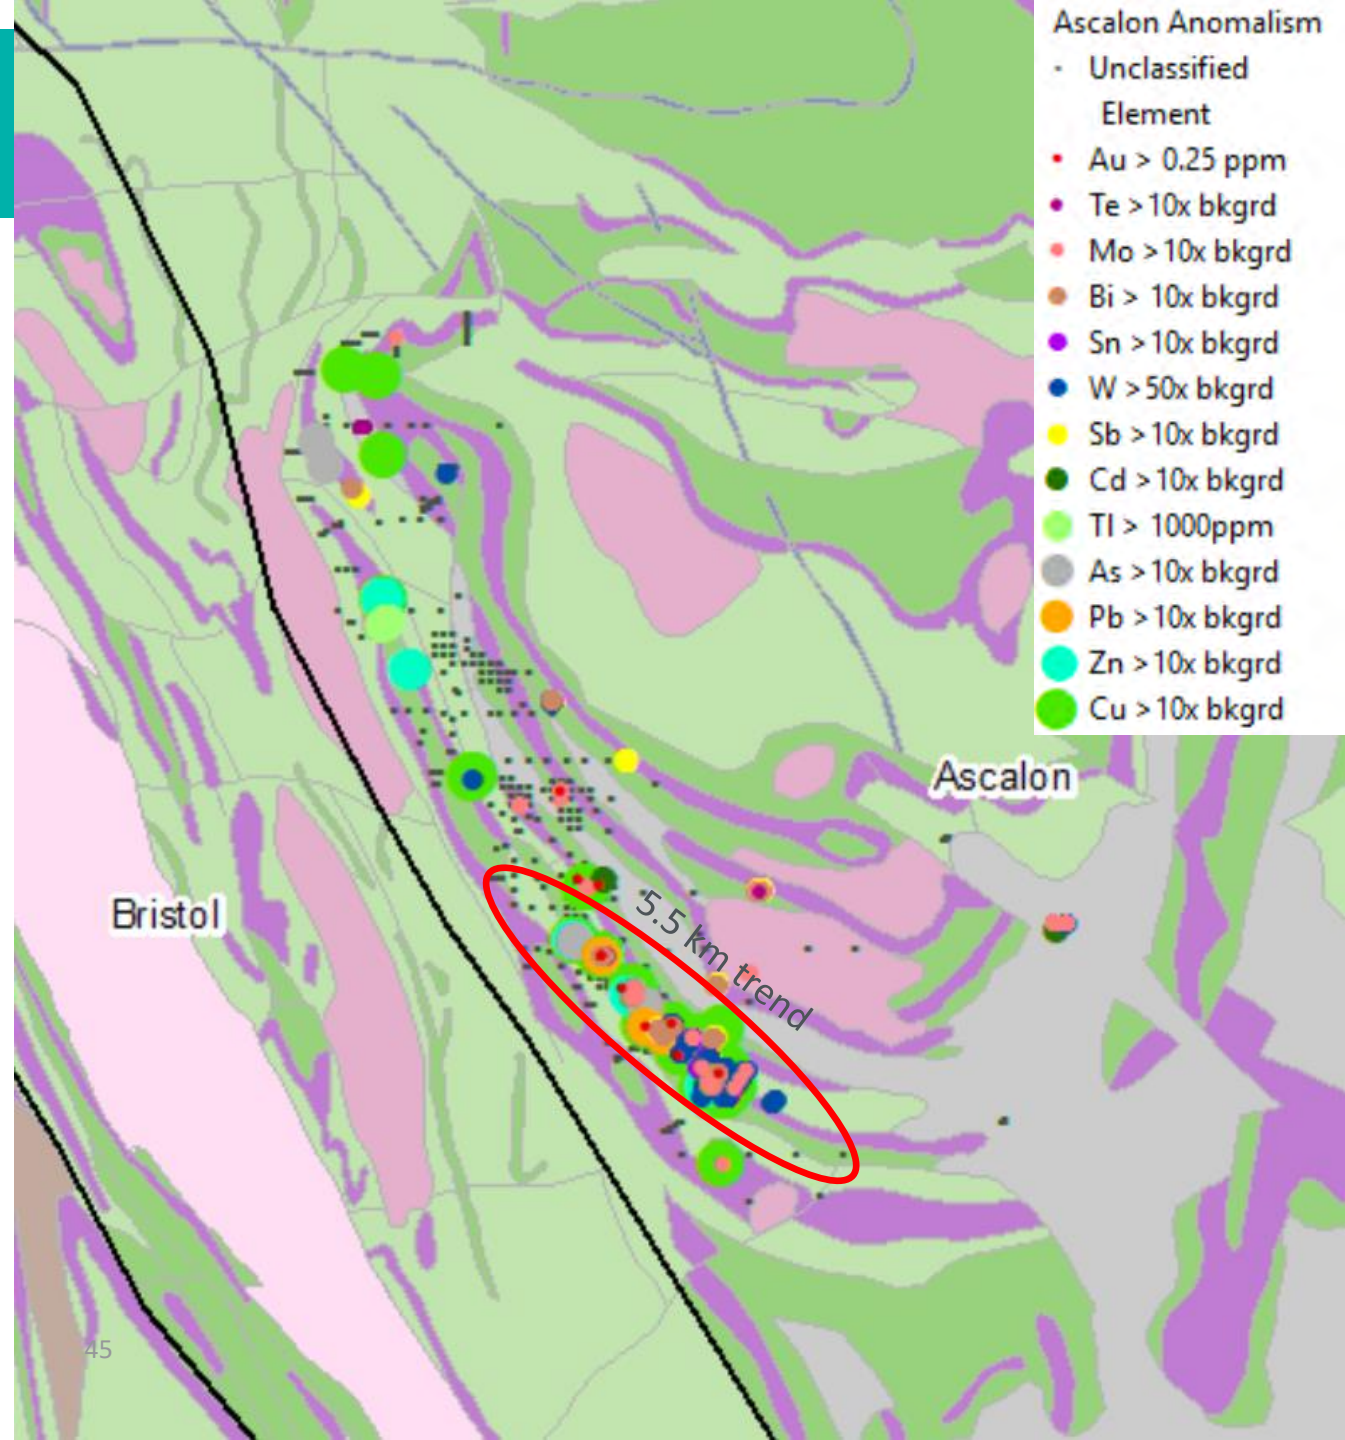 Ascalon Anomalism
Unclassified
Element
Au > 0.25 ppm
Te >10x bkgrd
Mo >10x bkgrd
Bi > 10x bkgrd
Sn >10x bkgrd
W >50x bkgrd
Sb >10x bkgrd
Cd >10x bkgrd
Tl > 1000ppm
As >10x bkgrd
Pb >10x bkgrd
Zn >10x bkgrd
Cu >10x bkgrd
Ascalon
Bristol
5.5 km trend
45